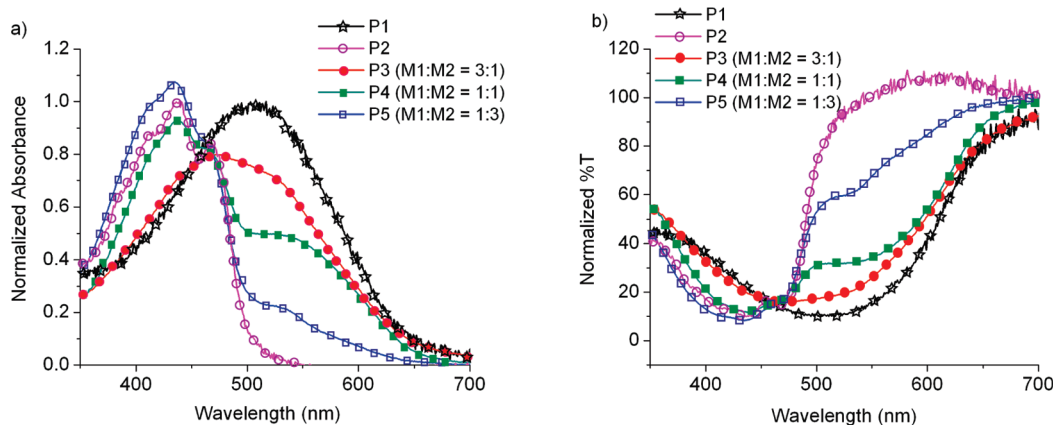 a)
P1
P2
P3 (M1:M2 = 3:1)
P4 (M1:M2 = 1:1)
P5 (M1:M2 = 1:3)
Normalized Absorbance
1.2
1.0
0.8
0.6
0.4
0.2
0.0
400 500 600 700
Wavelength (nm)
b)
P1
P2
P3 (M1:M2 = 3:1)
P4 (M1:M2 = 1:1)
P5 (M1:M2 = 1:3)
Normalized %T
120
100
80
60
40
20
0
400 500 600 700
Wavelength (nm)